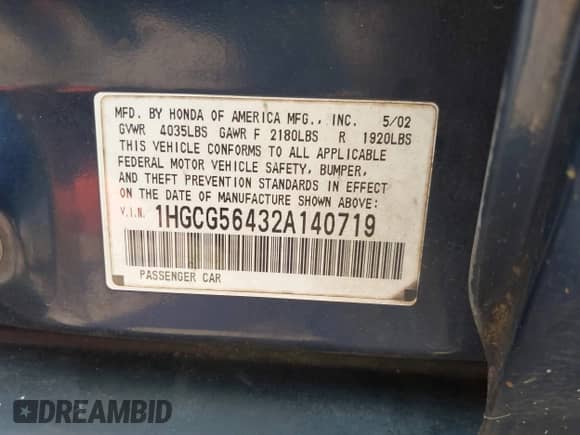 MFD. BY HONDA OF AMERICA MFG., INC. 5/02
GVWR 4035LBS GAWR F 2180LBS R 1920LBS
THIS VEHICLE CONFORMS TO ALL APPLICABLE
FEDERAL MOTOR VEHICLE SAFETY, BUMPER,
AND THEFT PREVENTION STANDARDS IN EFFECT
ON THE DATE OF MANUFACTURE SHOWN ABOVE:
V.I.N. 1HGCG56432A140719
PASSENGER CAR
DREAMBID